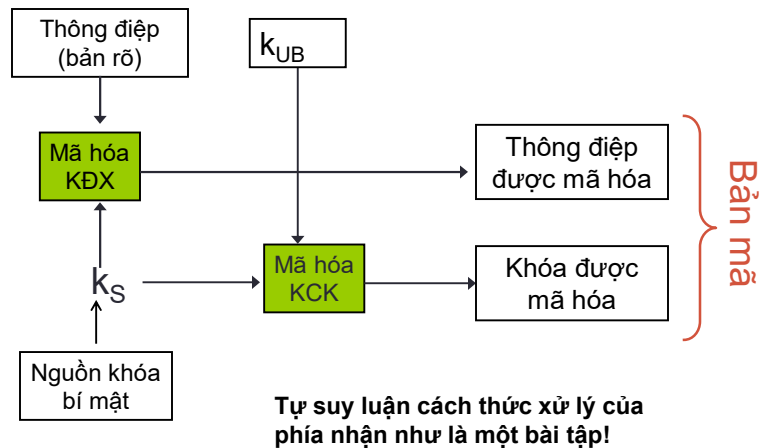 Thông điệp
(bản rõ)
k_UB
Mã hóa
KĐX
Thông điệp
được mã hóa
k_S
Mã hóa
KCK
Khóa được
mã hóa
Bản mã
Nguồn khóa
bí mật
Tự suy luận cách thức xử lý của
phía nhận như là một bài tập!